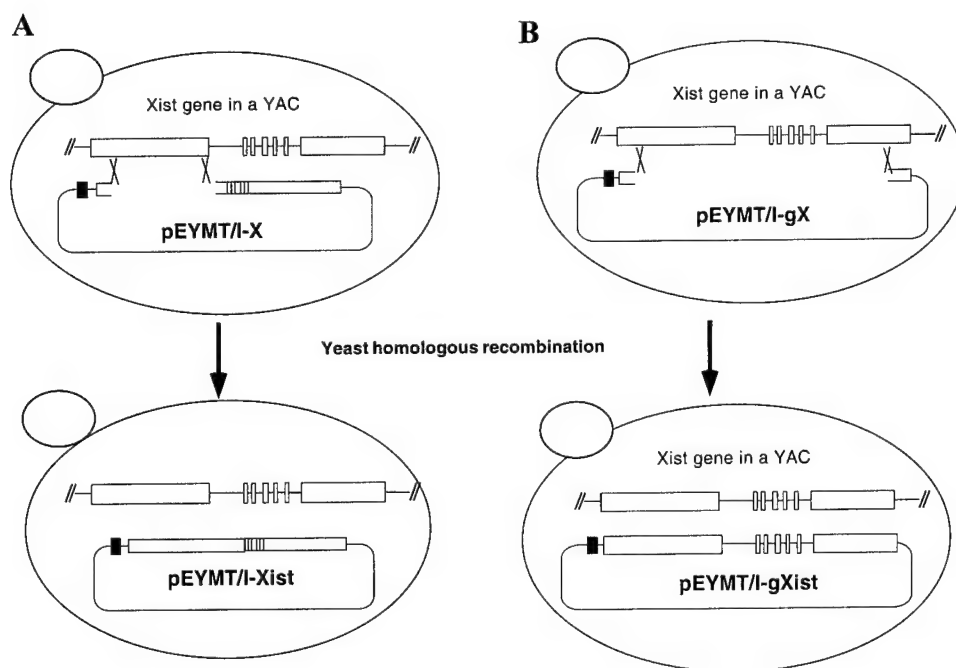 A
B
Xist gene in a YAC
Xist gene in a YAC
pEYMT/I-X
pEYMT/I-gX
Yeast homologous recombination
Xist gene in a YAC
pEYMT/I-Xist
pEYMT/I-gXist